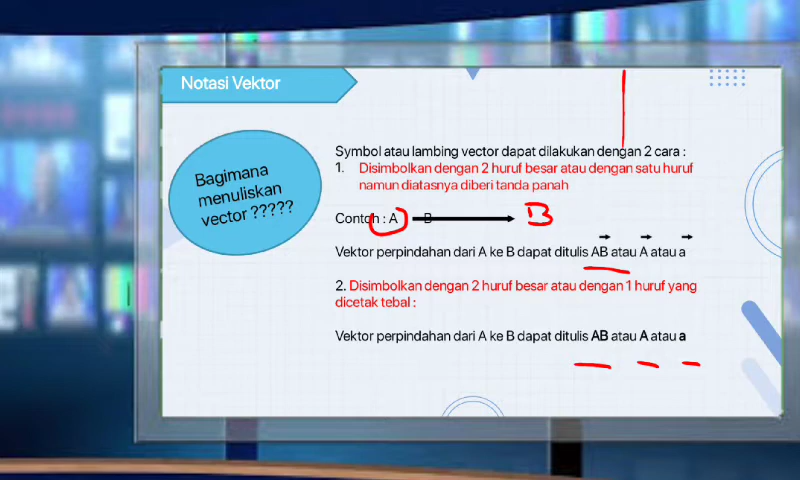 Notasi Vektor
Bagimana
menuliskan
vector ?????
Symbol atau lambing vector dapat dilakukan dengan 2 cara :
1. Disimbolkan dengan 2 huruf besar atau dengan satu huruf
namun diatasnya diberi tanda panah
Contoh : A B B
Vektor perpindahan dari A ke B dapat ditulis AB atau A atau a
2. Disimbolkan dengan 2 huruf besar atau dengan 1 huruf yang
dicetak tebal :
Vektor perpindahan dari A ke B dapat ditulis AB atau A atau a